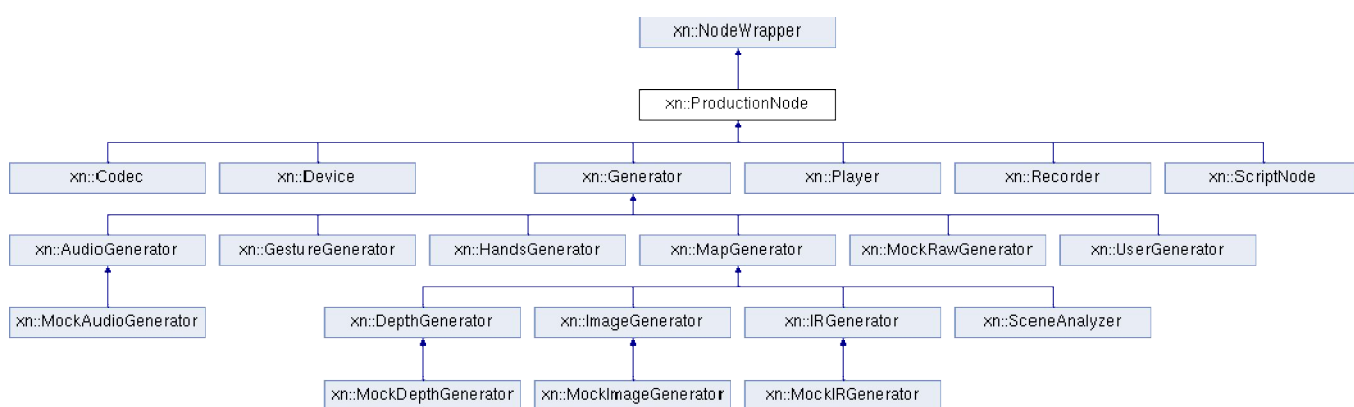 xn::NodeWrapper
xn::ProductionNode
xn::Codec
xn::Device
xn::Generator
xn::Player
xn::Recorder
xn::ScriptNode
xn::AudioGenerator
xn::GestureGenerator
xn::HandsGenerator
xn::MapGenerator
xn::MockRawGenerator
xn::UserGenerator
xn::MockAudioGenerator
xn::DepthGenerator
xn::ImageGenerator
xn::IRGenerator
xn::SceneAnalyzer
xn::MockDepthGenerator
xn::MockImageGenerator
xn::MockIRGenerator